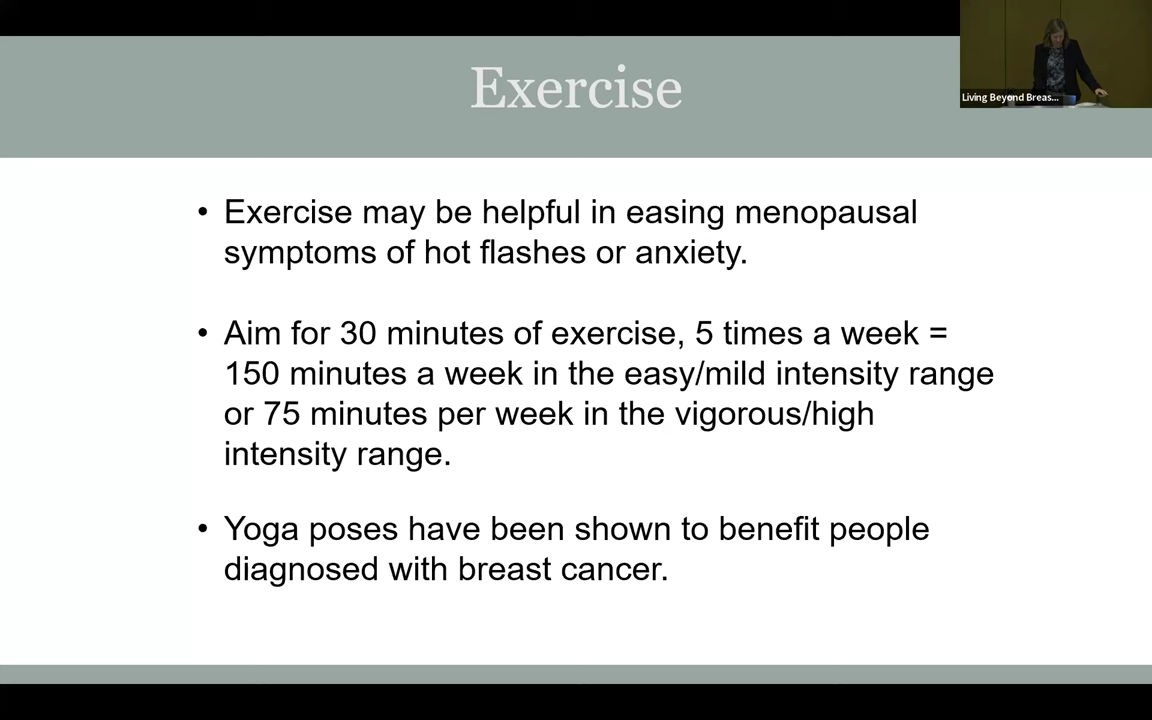 Exercise
Living Beyond Breas...
• Exercise may be helpful in easing menopausal
symptoms of hot flashes or anxiety.
• Aim for 30 minutes of exercise, 5 times a week =
150 minutes a week in the easy/mild intensity range
or 75 minutes per week in the vigorous/high
intensity range.
• Yoga poses have been shown to benefit people
diagnosed with breast cancer.